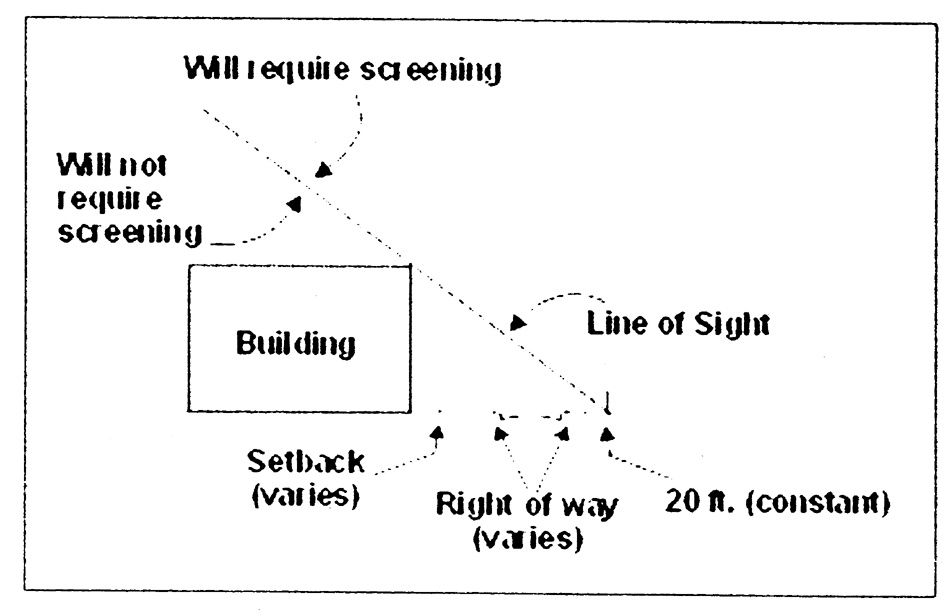 Will require screening
Will not
require
screening
Building
Line of Sight
Setback
(varies)
Right of way
(varies)
20 ft. (constant)